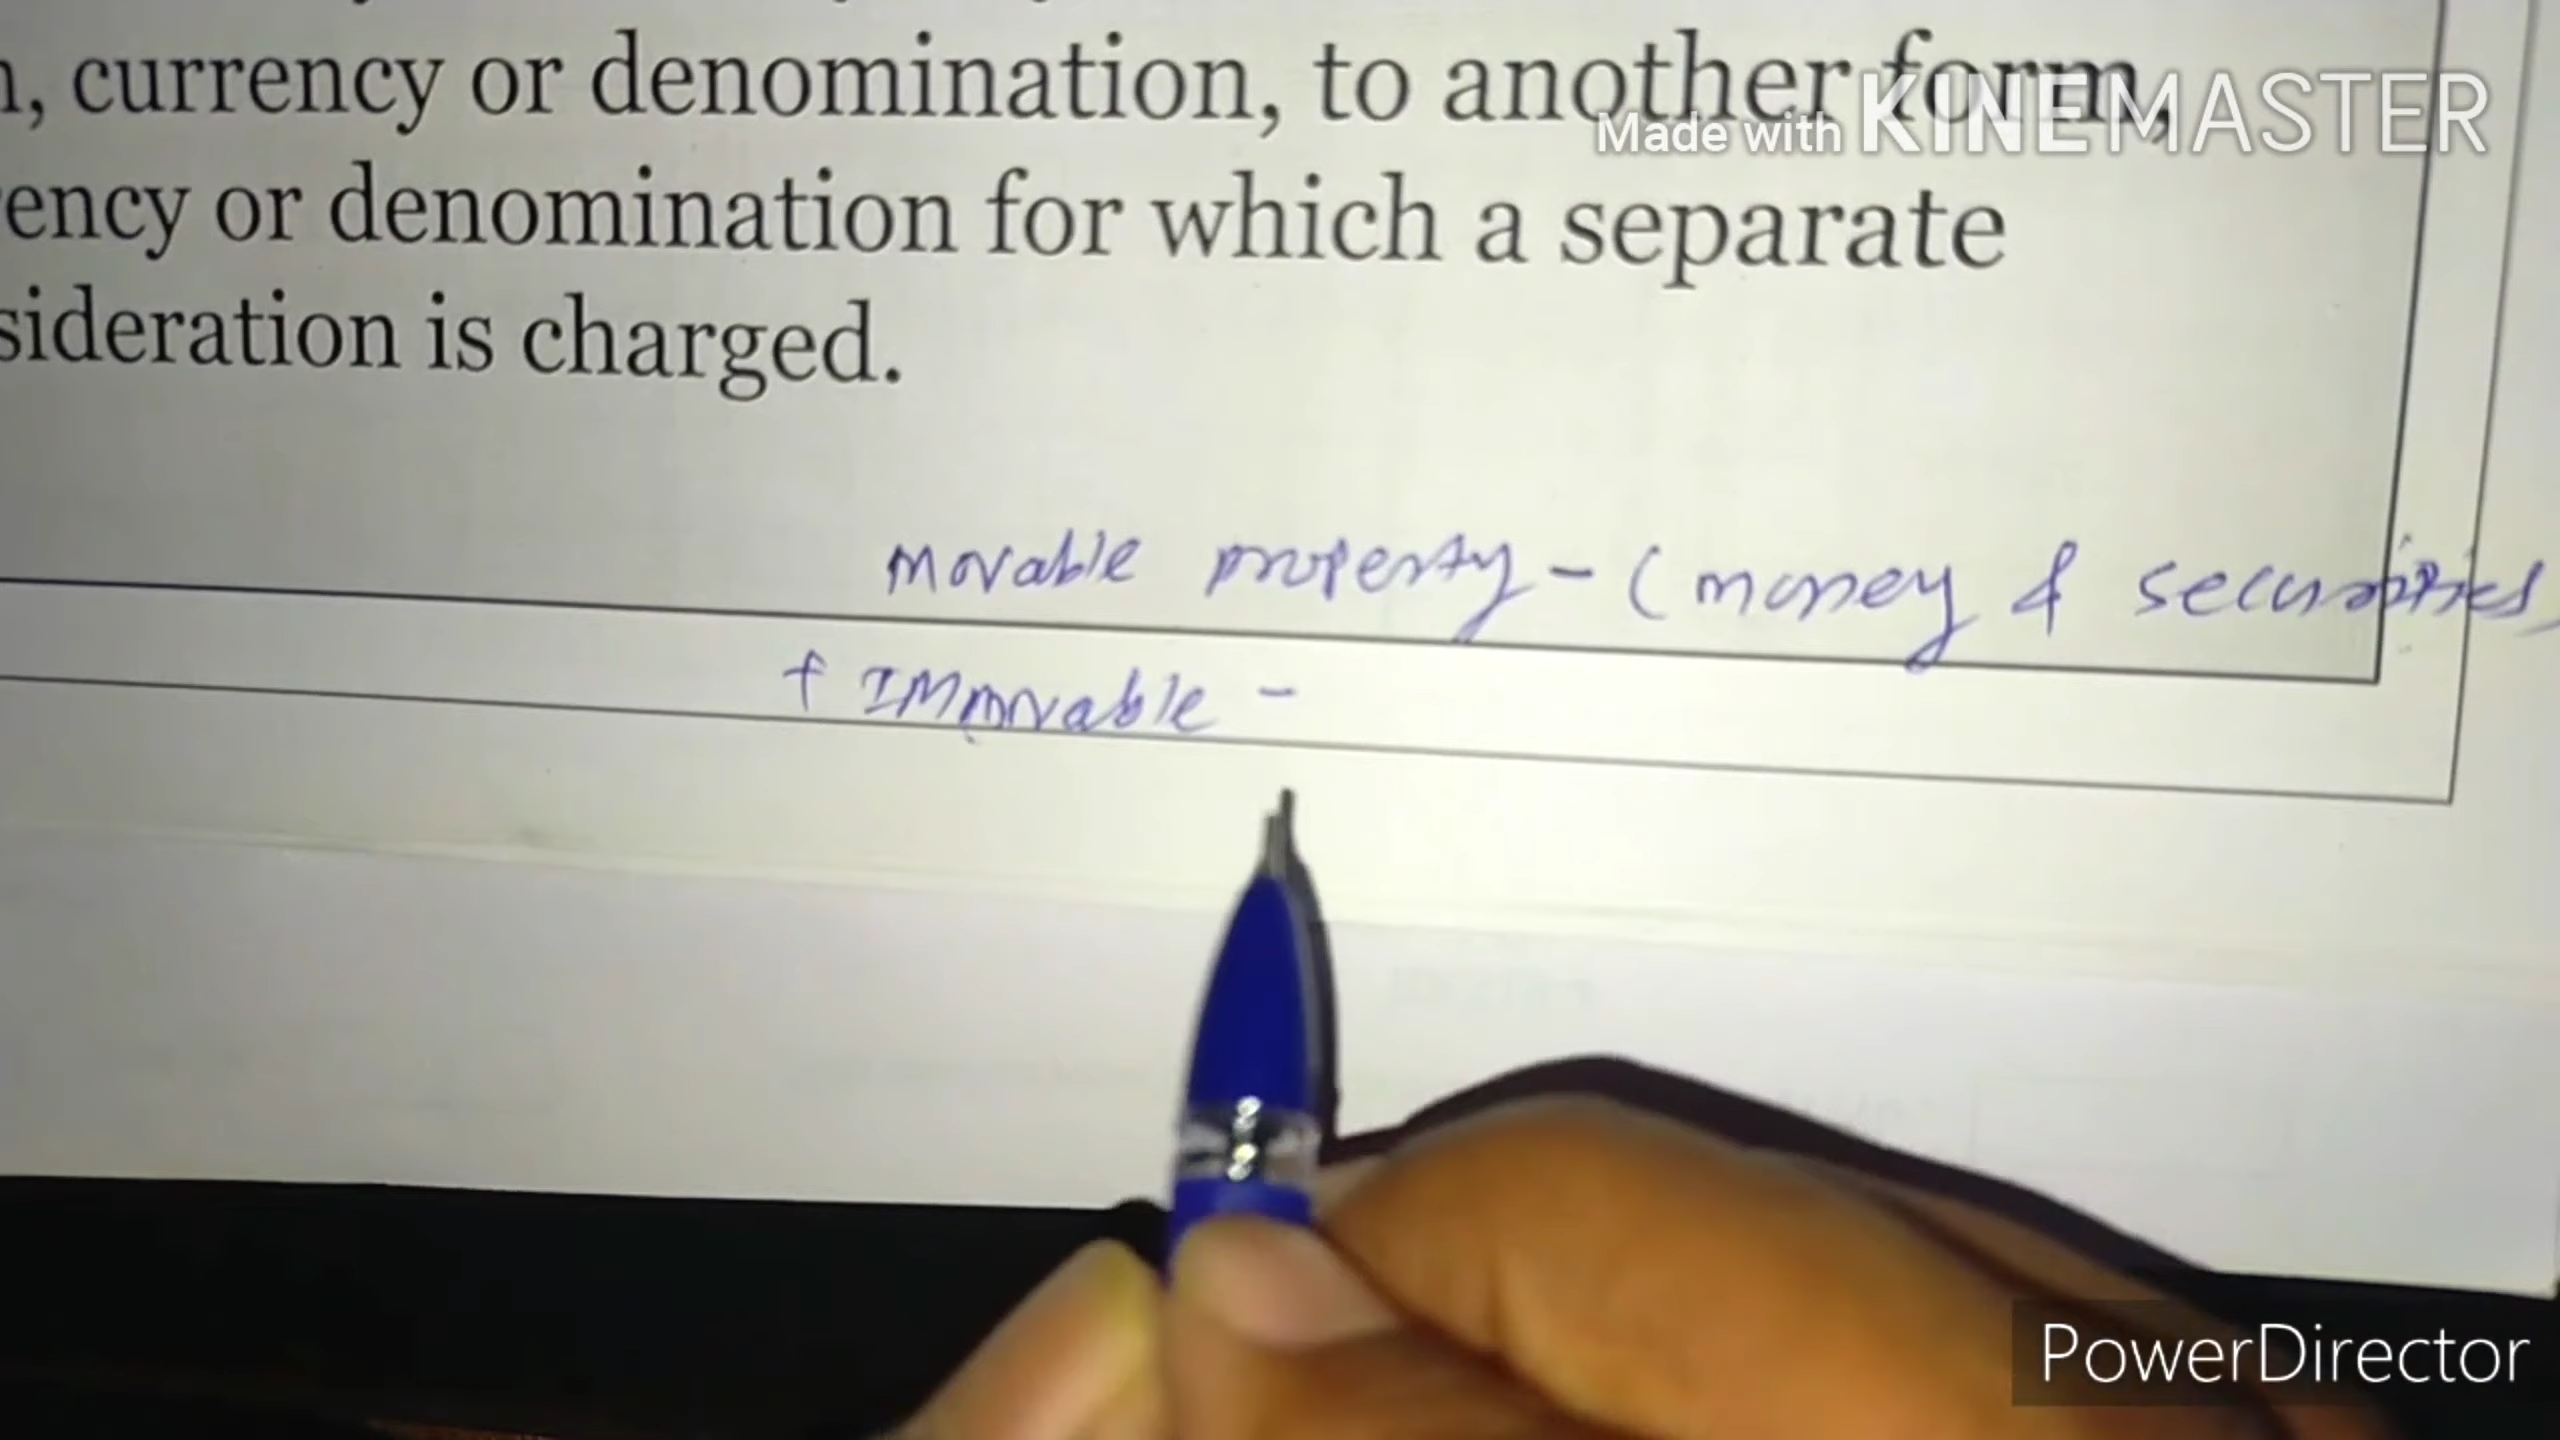 , currency or denomination, to another form,
Made with KINEMASTER
ency or denomination for which a separate
sideration is charged.
Movable property - (money & securities)
+ Immovable -
PowerDirector